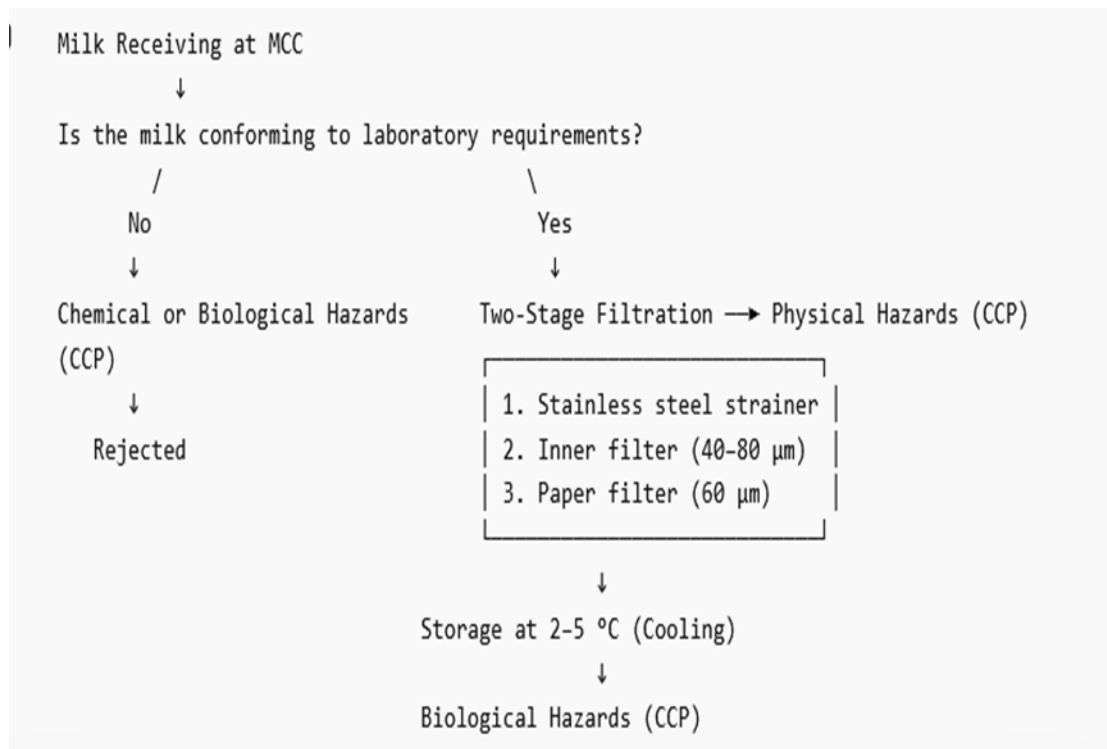 Milk Receiving at MCC
↓
Is the milk conforming to laboratory requirements?
/ \
No Yes
↓ ↓
Chemical or Biological Hazards Two-Stage Filtration → Physical Hazards (CCP)
(CCP)
↓ 1. Stainless steel strainer
Rejected 2. Inner filter (40–80 µm)
3. Paper filter (60 µm)
↓
Storage at 2–5 ºC (Cooling)
↓
Biological Hazards (CCP)